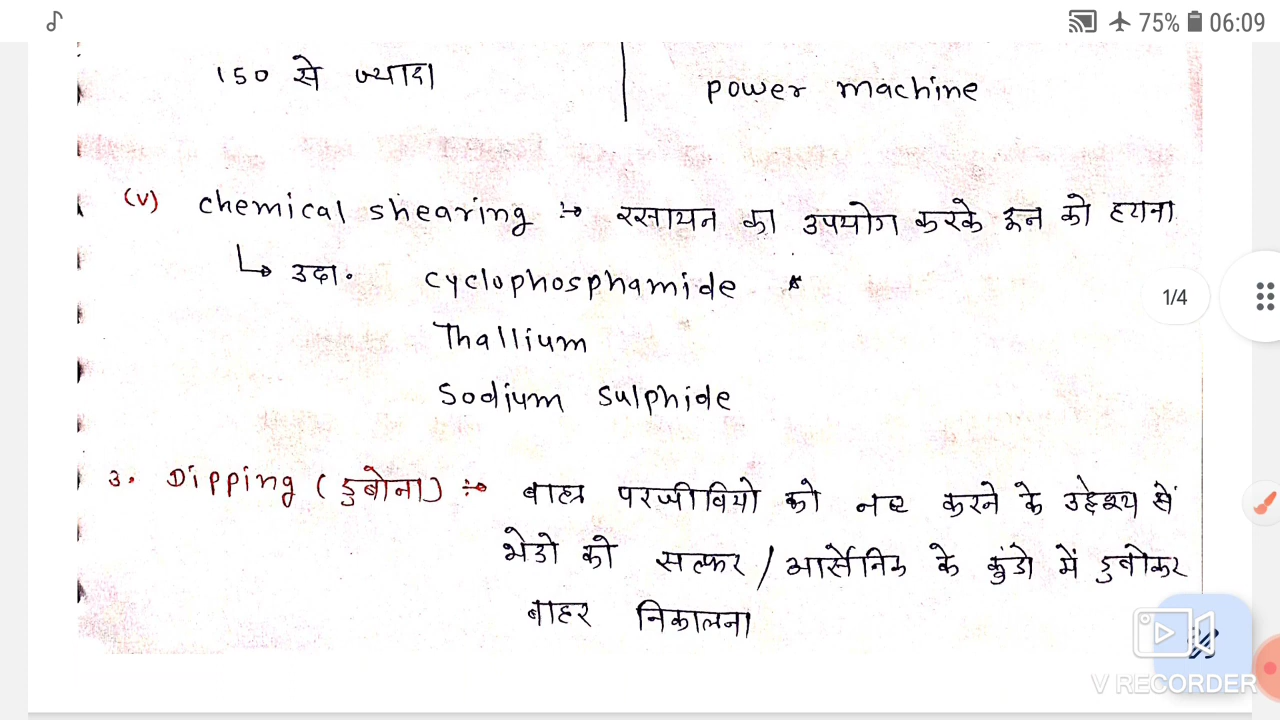 75% 06:09
150 से ज्यादा
power machine
(v) chemical shearing :→ रसायन का उपयोग करके ऊन को हटाना
↳ उदा. Cyclophosphamide *
1/4
Thallium
Sodium Sulphide
3. Dipping (डुबोना) :→ बाह्य परजीवियो को नष्ट करने के उद्देश्य सें
भेडो को सल्फर / आर्सेनिक के कुंडो में डुबोकर
बाहर निकालना
V RECORDER